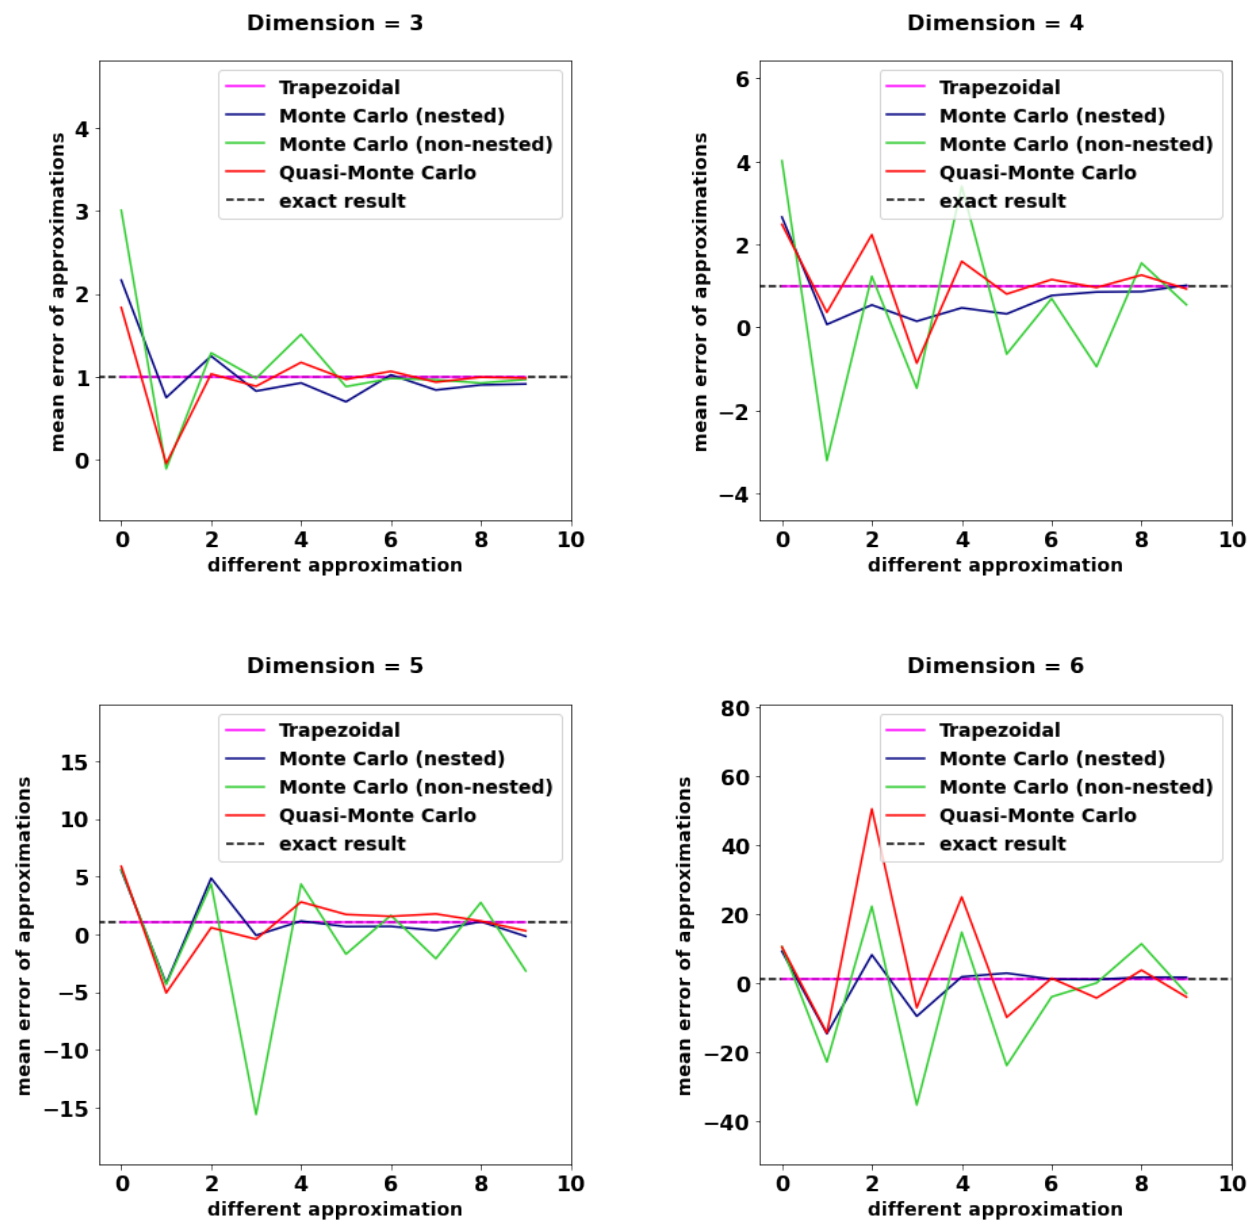 Dimension = 3
Trapezoidal
Monte Carlo (nested)
Monte Carlo (non-nested)
Quasi-Monte Carlo
exact result
mean error of approximations
4
3
2
1
0
0 2 4 6 8 10
different approximation
Dimension = 4
Trapezoidal
Monte Carlo (nested)
Monte Carlo (non-nested)
Quasi-Monte Carlo
exact result
mean error of approximations
6
4
2
0
−2
−4
0 2 4 6 8 10
different approximation
Dimension = 5
Trapezoidal
Monte Carlo (nested)
Monte Carlo (non-nested)
Quasi-Monte Carlo
exact result
mean error of approximations
15
10
5
0
−5
−10
−15
0 2 4 6 8 10
different approximation
Dimension = 6
Trapezoidal
Monte Carlo (nested)
Monte Carlo (non-nested)
Quasi-Monte Carlo
exact result
mean error of approximations
80
60
40
20
0
−20
−40
0 2 4 6 8 10
different approximation